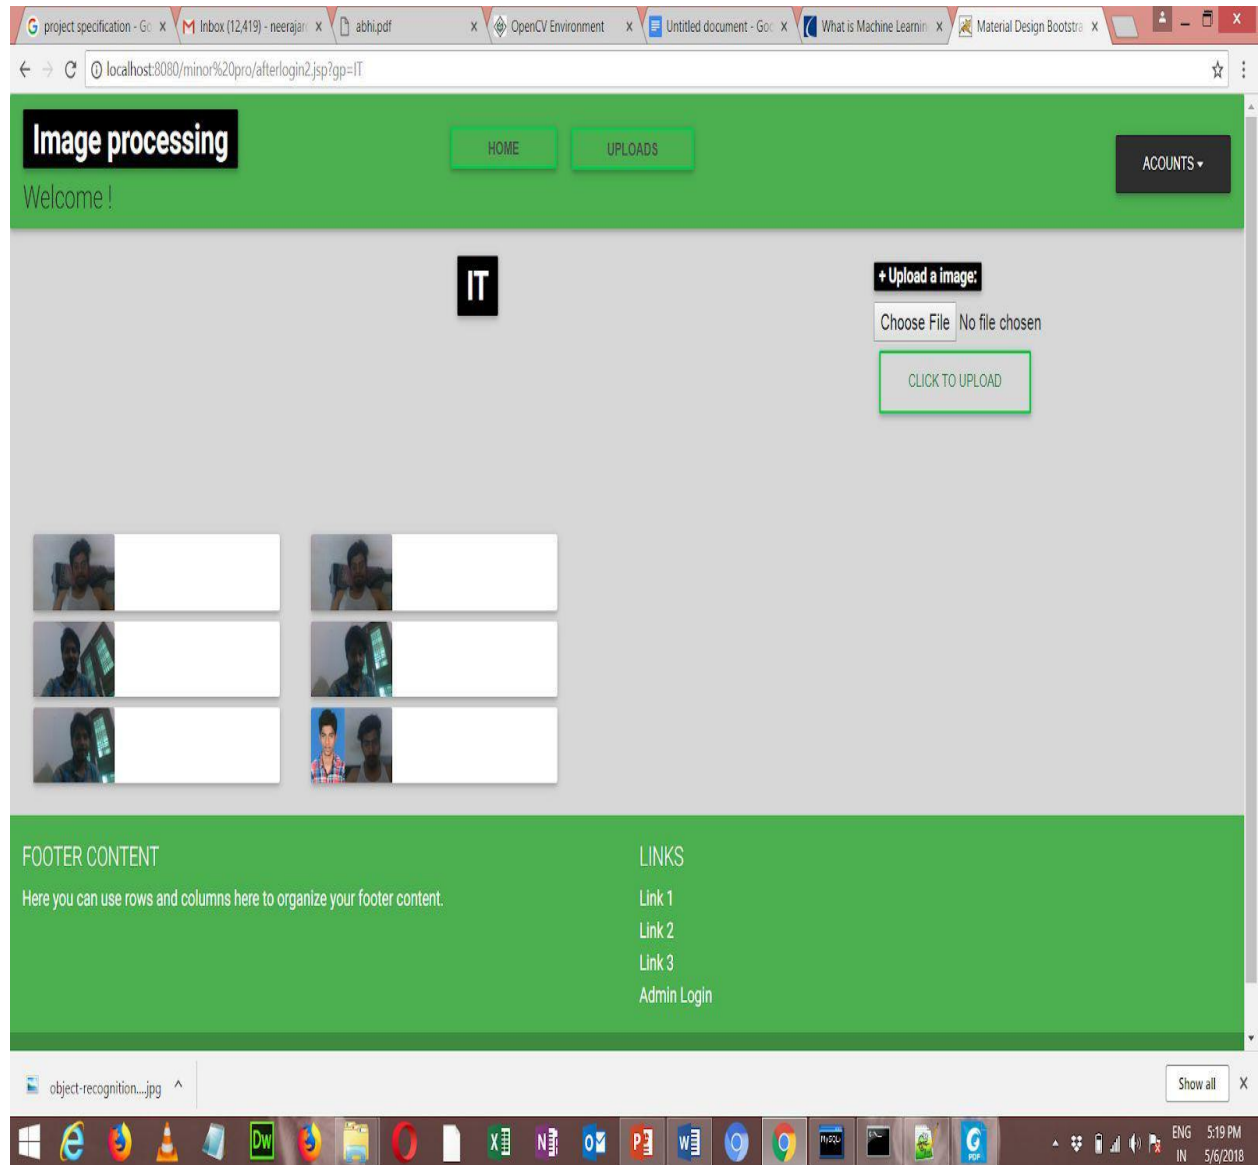 project specification - Go
Inbox (12,419) - neerajan
abhi.pdf
OpenCV Environment
Untitled document - Goo
What is Machine Learnin
Material Design Bootstra
localhost:8080/minor%20pro/afterlogin2.jsp?gp=IT
Image processing
HOME
UPLOADS
ACOUNTS
Welcome !
IT
+ Upload a image:
Choose File No file chosen
CLICK TO UPLOAD
FOOTER CONTENT
Here you can use rows and columns here to organize your footer content.
LINKS
Link 1
Link 2
Link 3
Admin Login
object-recognition....jpg
Show all
Dw
MySQL
PDF
ENG 5:19 PM
IN 5/6/2018